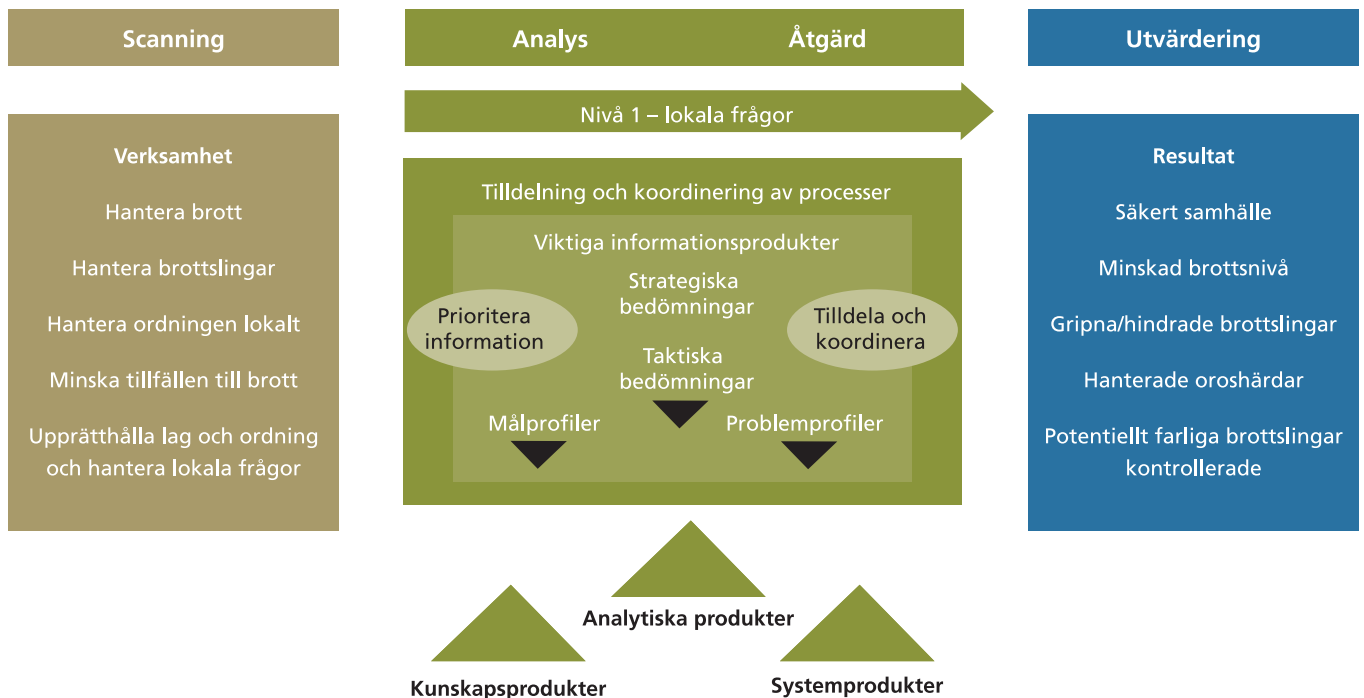 Scanning
Analys
Åtgärd
Utvärdering
Nivå 1 – lokala frågor
Verksamhet
Hantera brott
Hantera brottslingar
Hantera ordningen lokalt
Minska tillfällen till brott
Upprätthålla lag och ordning
och hantera lokala frågor
Tilldelning och koordinering av processer
Viktiga informationsprodukter
Strategiska
bedömningar
Prioritera
information
Tilldela och
koordinera
Taktiska
bedömningar
Målprofiler
Problemprofiler
Resultat
Säkert samhälle
Minskad brottsnivå
Gripna/hindrade brottslingar
Hanterade oroshärdar
Potentiellt farliga brottslingar
kontrollerade
Analytiska produkter
Kunskapsprodukter
Systemprodukter